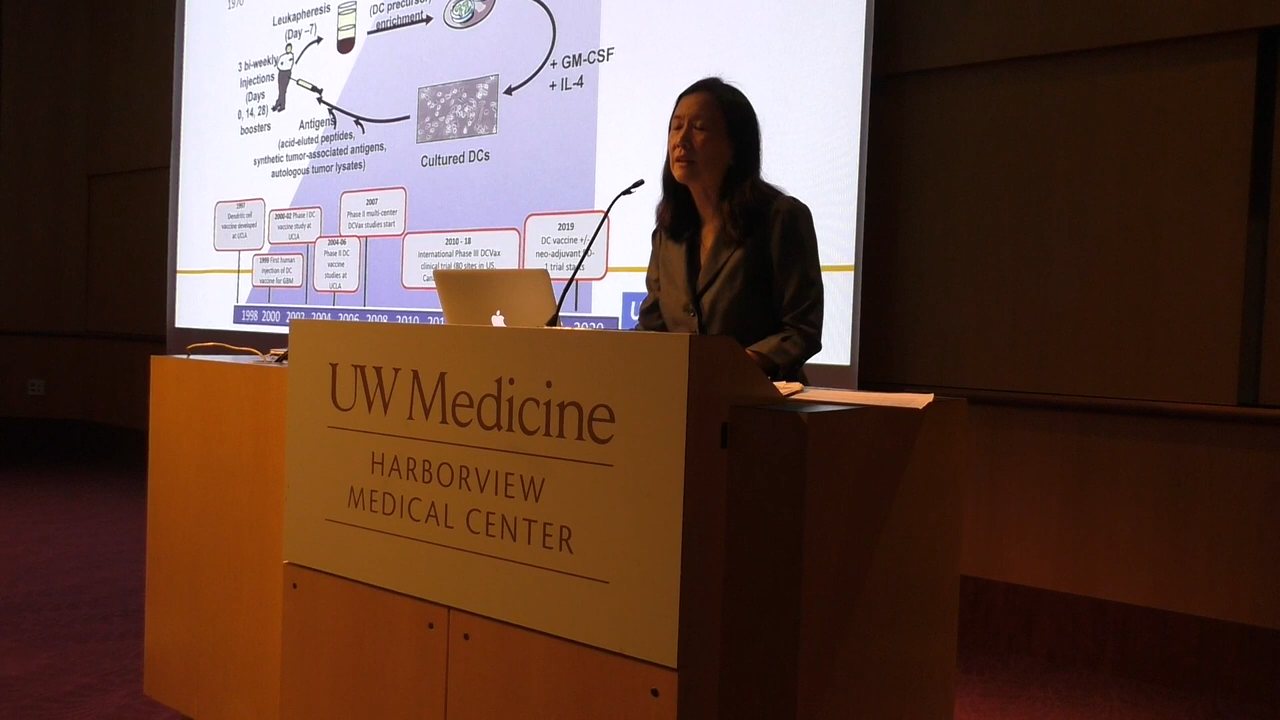 1970
Leukapheresis
(Day –7)
(DC precursor
enrichment
+ GM-CSF
+ IL-4
3 bi-weekly
Injections
(Days
0, 14, 28)
boosters
Antigens
(acid-eluted peptides,
synthetic tumor-associated antigens,
autologous tumor lysates)
Cultured DCs
1997
Dendritic cell
vaccine developed
at UCLA
2000-02 Phase I DC
vaccine study at
UCLA
1999 First human
injection of DC
vaccine for GBM
2004-06
Phase II DC
vaccine
studies at
UCLA
2007
Phase II multi-center
DCVax studies start
2010 - 18
International Phase III DCVax
clinical trial (80 sites in US,
2019
DC vaccine +/
neo-adjuvant
1 trial
1998 2000 2002 2004 2006 2008 2010 2020
UW Medicine
HARBORVIEW
MEDICAL CENTER